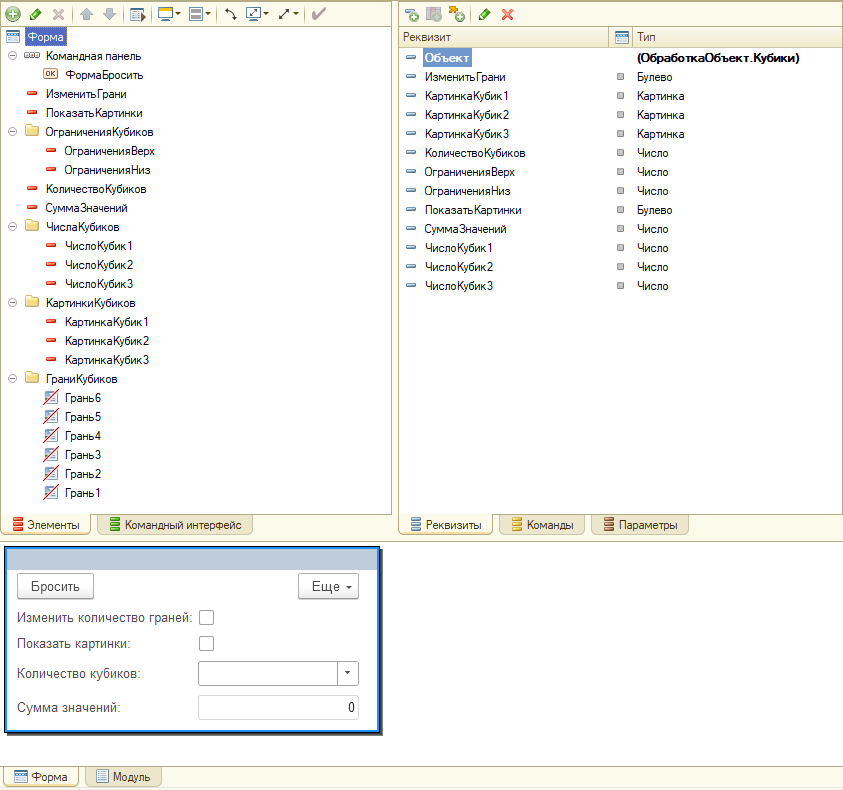 Форма
Командная панель
ФормаБросить
ИзменитьГрани
ПоказатьКартинки
ОграниченияКубиков
ОграниченияВерх
ОграниченияНиз
КоличествоКубиков
СуммаЗначений
ЧислаКубиков
ЧислоКубик1
ЧислоКубик2
ЧислоКубик3
КартинкиКубиков
КартинкаКубик1
КартинкаКубик2
КартинкаКубик3
ГраниКубиков
Грань6
Грань5
Грань4
Грань3
Грань2
Грань1
Элементы Командный интерфейс
Реквизит Тип
Объект (ОбработкаОбъект.Кубики)
ИзменитьГрани Булево
КартинкаКубик1 Картинка
КартинкаКубик2 Картинка
КартинкаКубик3 Картинка
КоличествоКубиков Число
ОграниченияВерх Число
ОграниченияНиз Число
ПоказатьКартинки Булево
СуммаЗначений Число
ЧислоКубик1 Число
ЧислоКубик2 Число
ЧислоКубик3 Число
Реквизиты Команды Параметры
Бросить Еще
Изменить количество граней:
Показать картинки:
Количество кубиков:
Сумма значений: 0
Форма Модуль